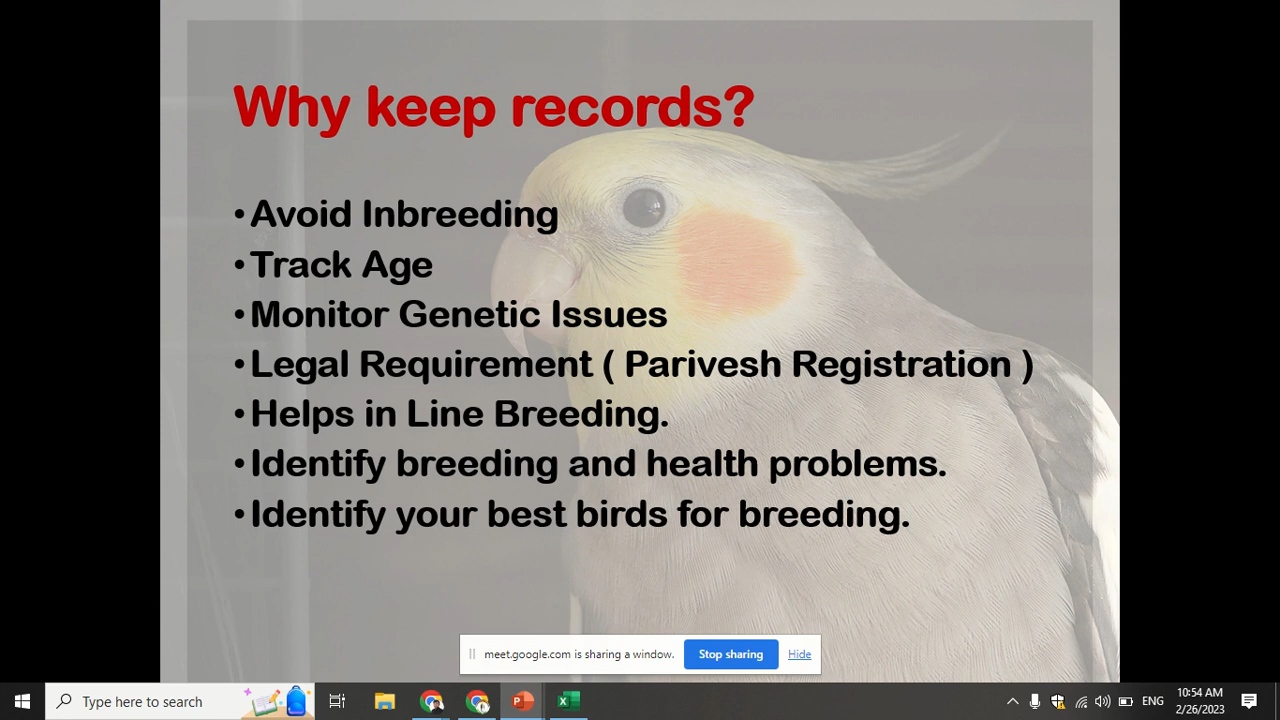 Why keep records?
•Avoid Inbreeding
•Track Age
•Monitor Genetic Issues
•Legal Requirement ( Parivesh Registration )
•Helps in Line Breeding.
•Identify breeding and health problems.
•Identify your best birds for breeding.
meet.google.com is sharing a window. Stop sharing Hide
Type here to search
ENG
10:54 AM
2/26/2023